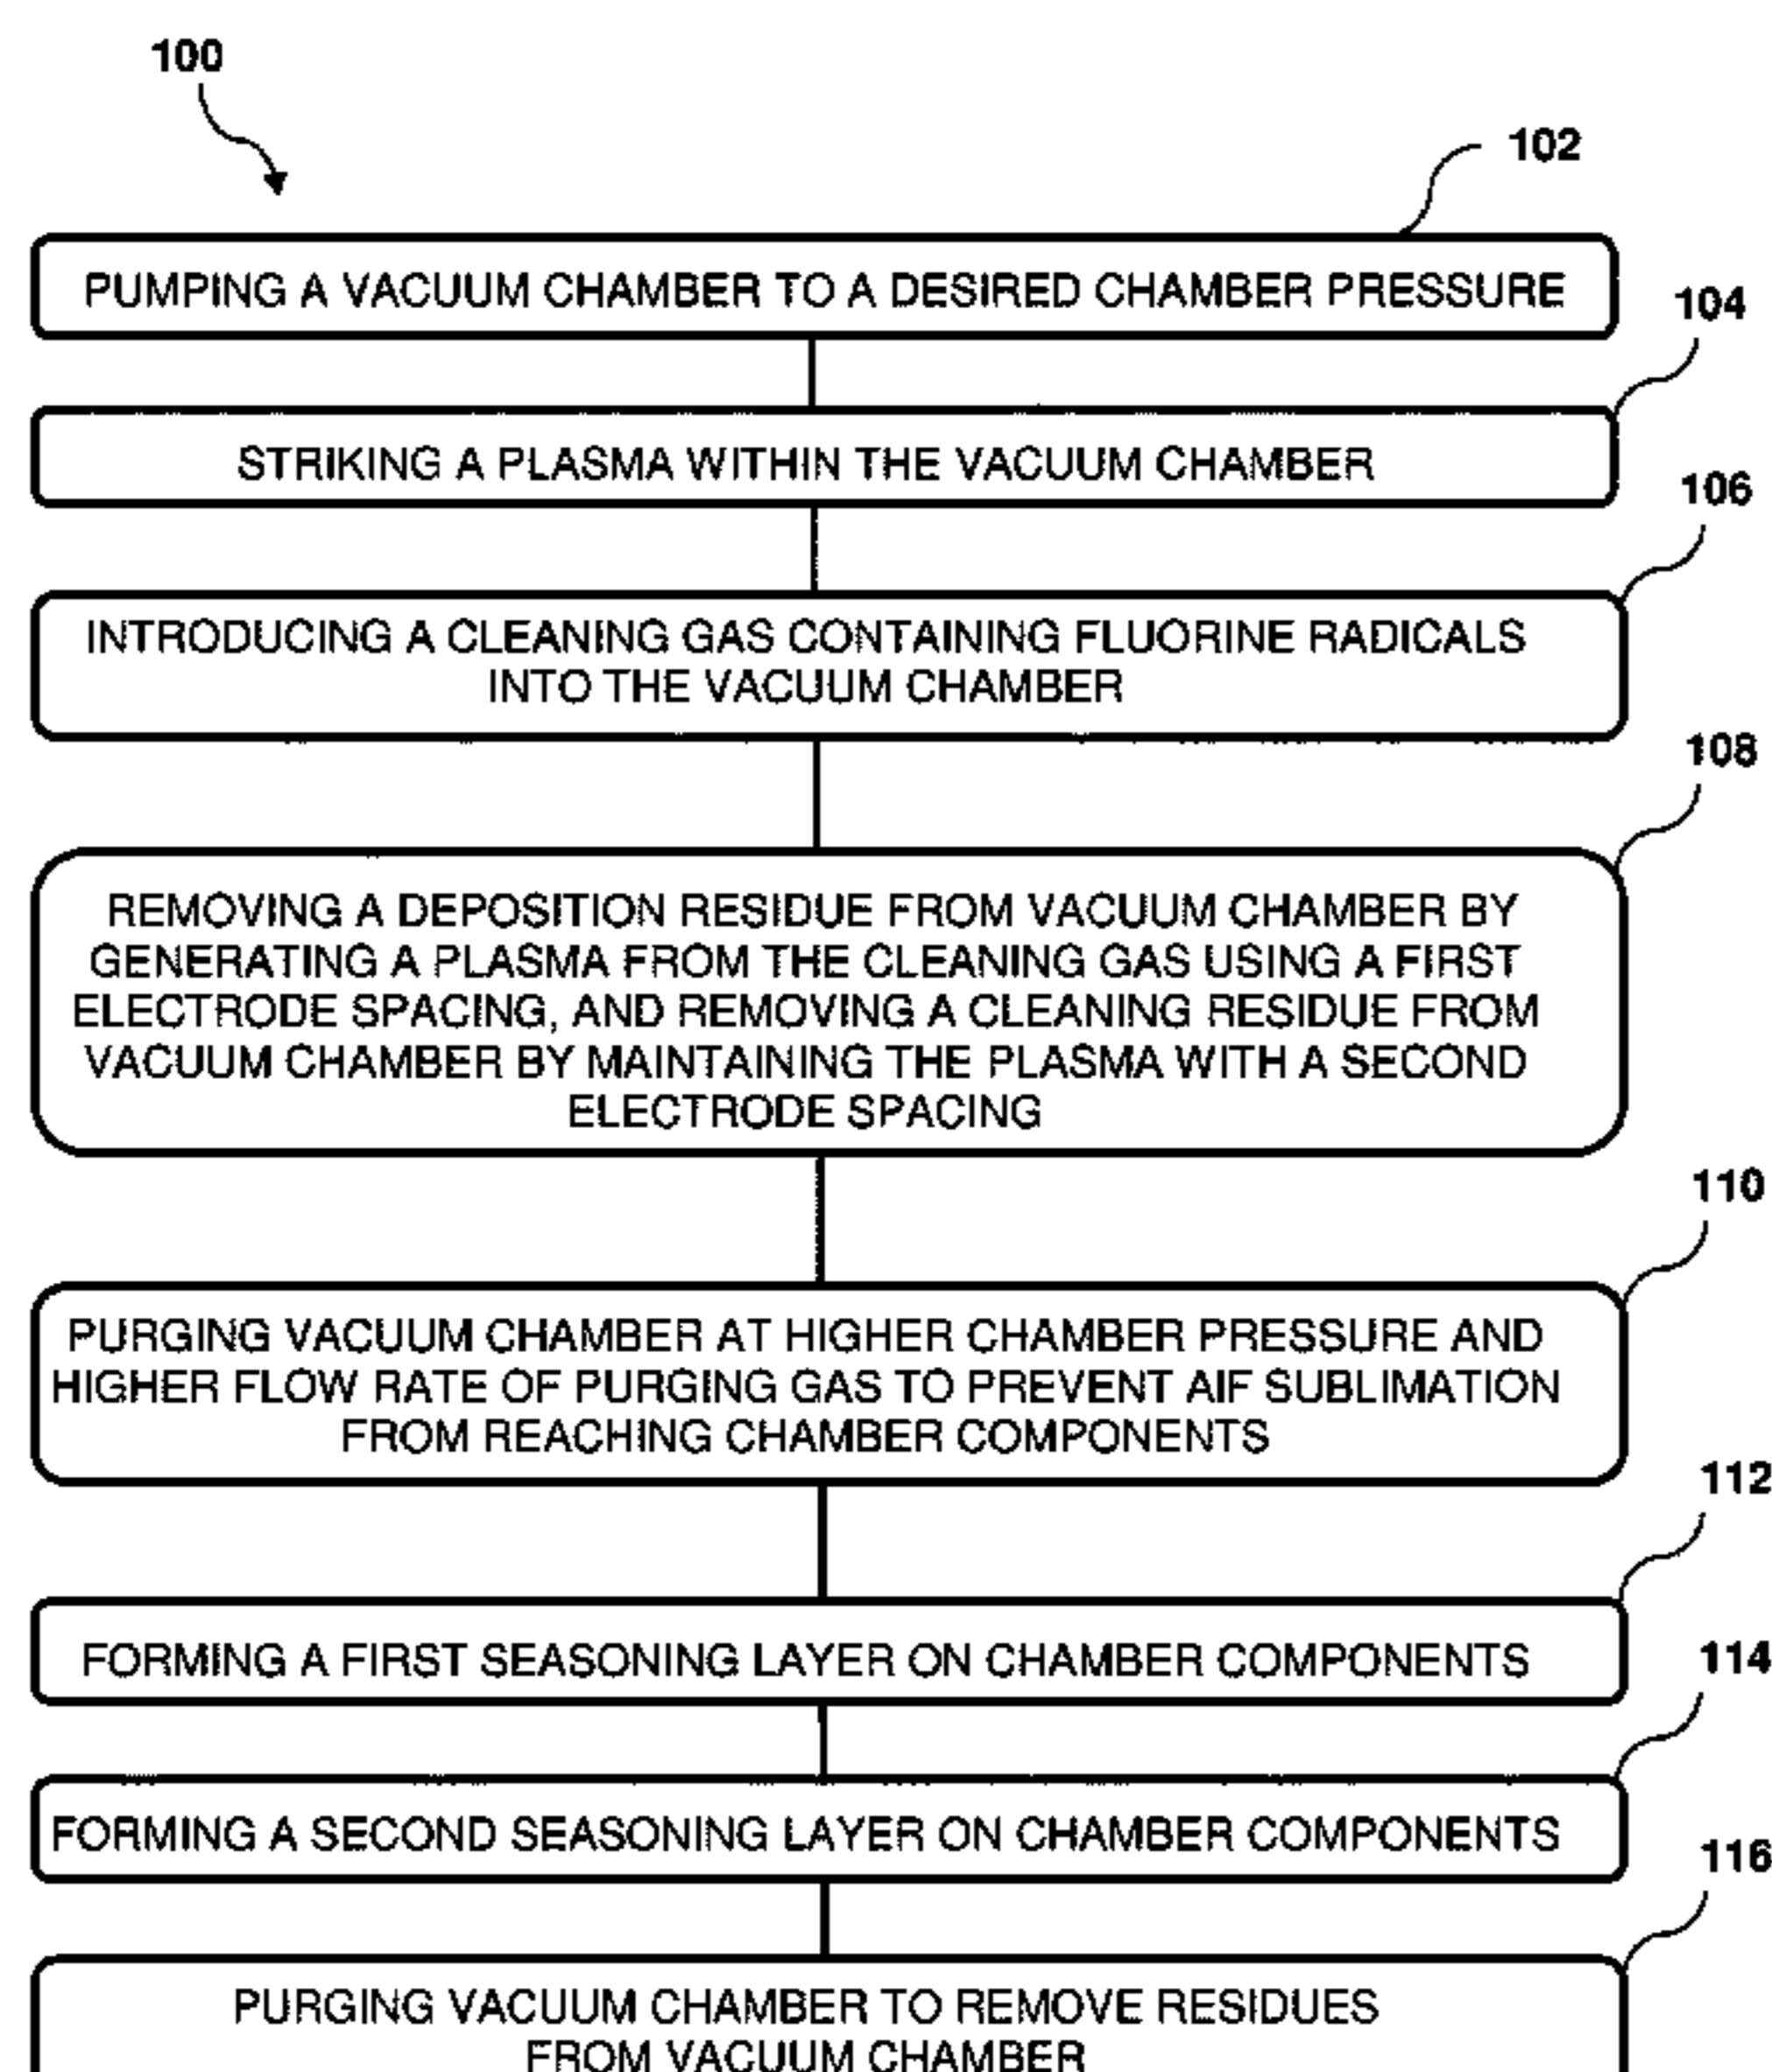 100
102
PUMPING A VACUUM CHAMBER TO A DESIRED CHAMBER PRESSURE
104
STRIKING A PLASMA WITHIN THE VACUUM CHAMBER
106
INTRODUCING A CLEANING GAS CONTAINING FLUORINE RADICALS
INTO THE VACUUM CHAMBER
108
REMOVING A DEPOSITION RESIDUE FROM VACUUM CHAMBER BY
GENERATING A PLASMA FROM THE CLEANING GAS USING A FIRST
ELECTRODE SPACING, AND REMOVING A CLEANING RESIDUE FROM
VACUUM CHAMBER BY MAINTAINING THE PLASMA WITH A SECOND
ELECTRODE SPACING
110
PURGING VACUUM CHAMBER AT HIGHER CHAMBER PRESSURE AND
HIGHER FLOW RATE OF PURGING GAS TO PREVENT AlF SUBLIMATION
FROM REACHING CHAMBER COMPONENTS
112
FORMING A FIRST SEASONING LAYER ON CHAMBER COMPONENTS
114
FORMING A SECOND SEASONING LAYER ON CHAMBER COMPONENTS
116
PURGING VACUUM CHAMBER TO REMOVE RESIDUES
FROM VACUUM CHAMBER